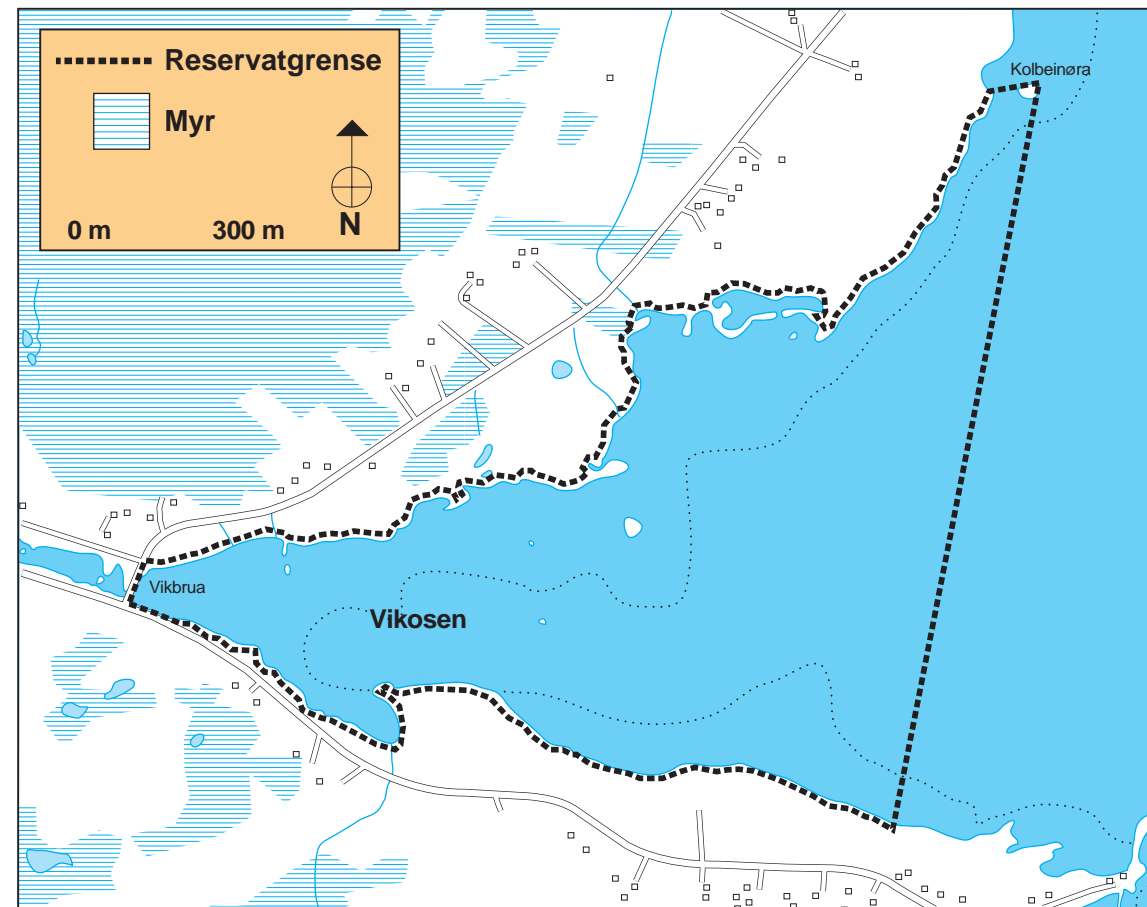 Reservatgrense
Myr
0 m 300 m N
Kolbeinøra
Vikbrua
Vikosen